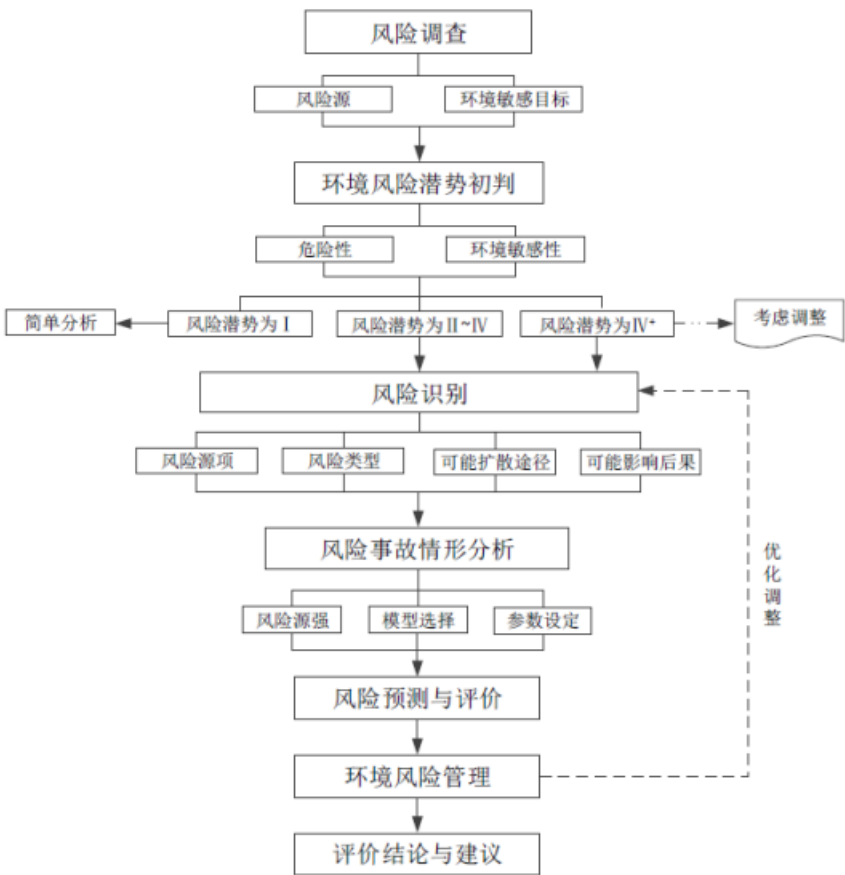 风险调查
风险源
环境敏感目标
环境风险潜势初判
危险性
环境敏感性
简单分析
风险潜势为Ⅰ
风险潜势为Ⅱ~Ⅳ
风险潜势为Ⅳ⁺
考虑调整
风险识别
风险源项
风险类型
可能扩散途径
可能影响后果
风险事故情形分析
优化调整
风险源强
模型选择
参数设定
风险预测与评价
环境风险管理
评价结论与建议